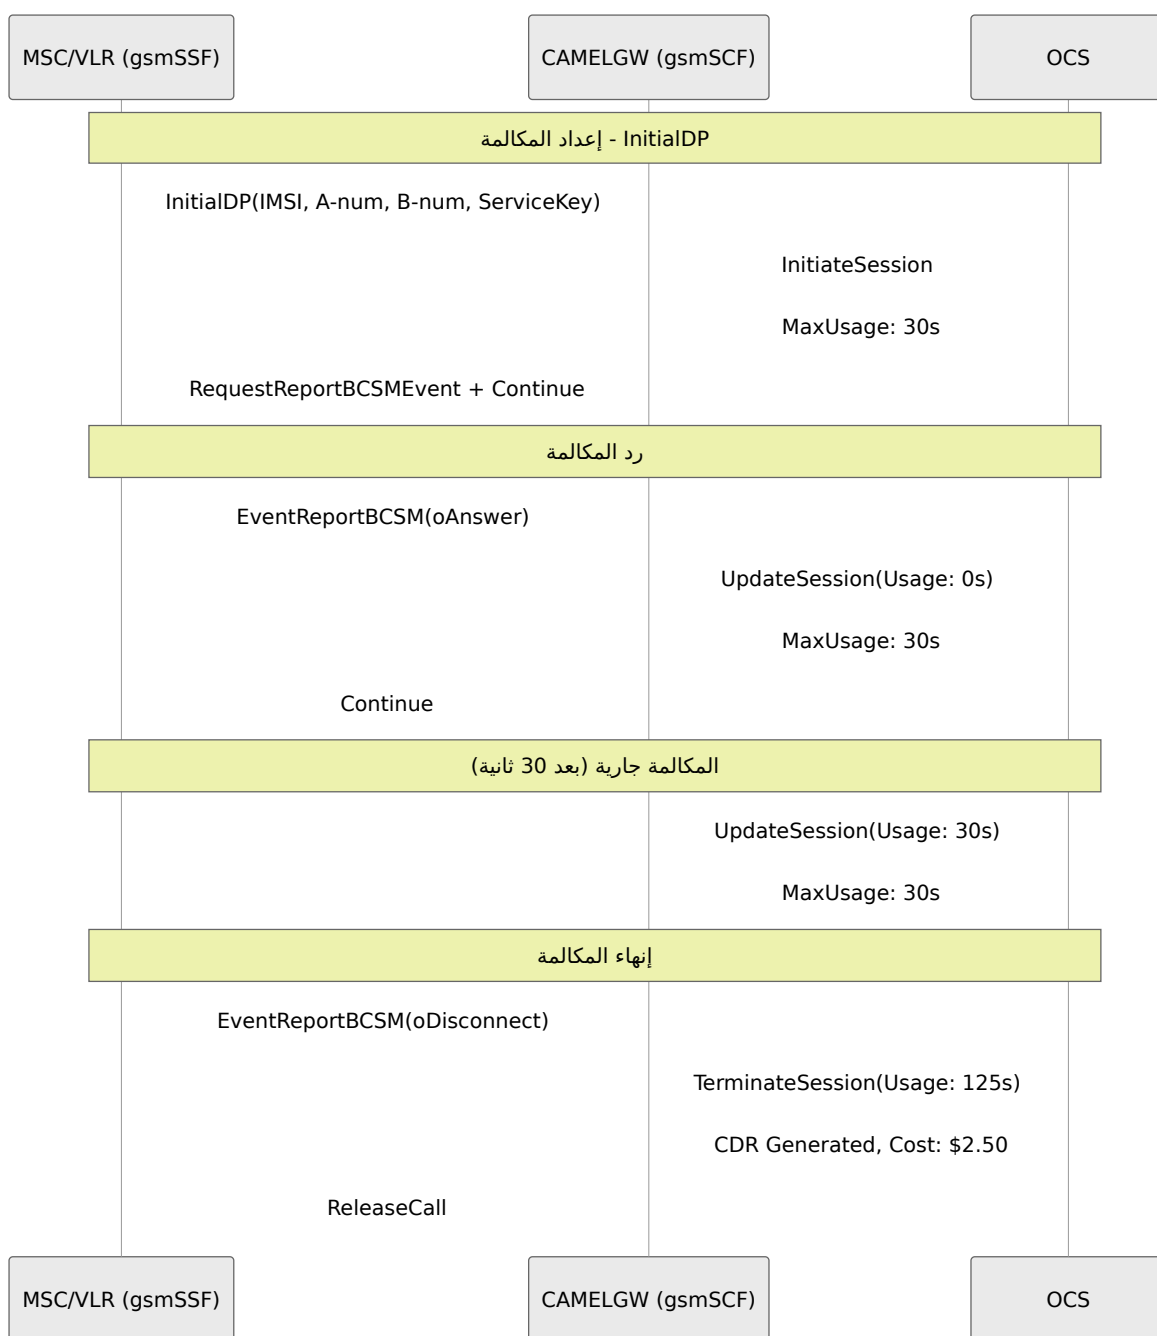 MSC/VLR (gsmSSF)
CAMELGW (gsmSCF)
OCS
InitialDP - إعداد المكالمة
InitialDP(IMSI, A-num, B-num, ServiceKey)
InitiateSession
MaxUsage: 30s
RequestReportBCSMEvent + Continue
رد المكالمة
EventReportBCSM(oAnswer)
UpdateSession(Usage: 0s)
MaxUsage: 30s
Continue
المكالمة جارية (بعد 30 ثانية)
UpdateSession(Usage: 30s)
MaxUsage: 30s
إنهاء المكالمة
EventReportBCSM(oDisconnect)
TerminateSession(Usage: 125s)
CDR Generated, Cost: $2.50
ReleaseCall
MSC/VLR (gsmSSF)
CAMELGW (gsmSCF)
OCS